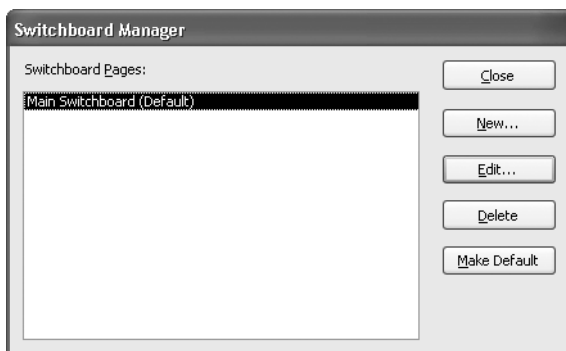 Switchboard Manager
Switchboard Pages:
Main Switchboard (Default)
Close
New...
Edit...
Delete
Make Default